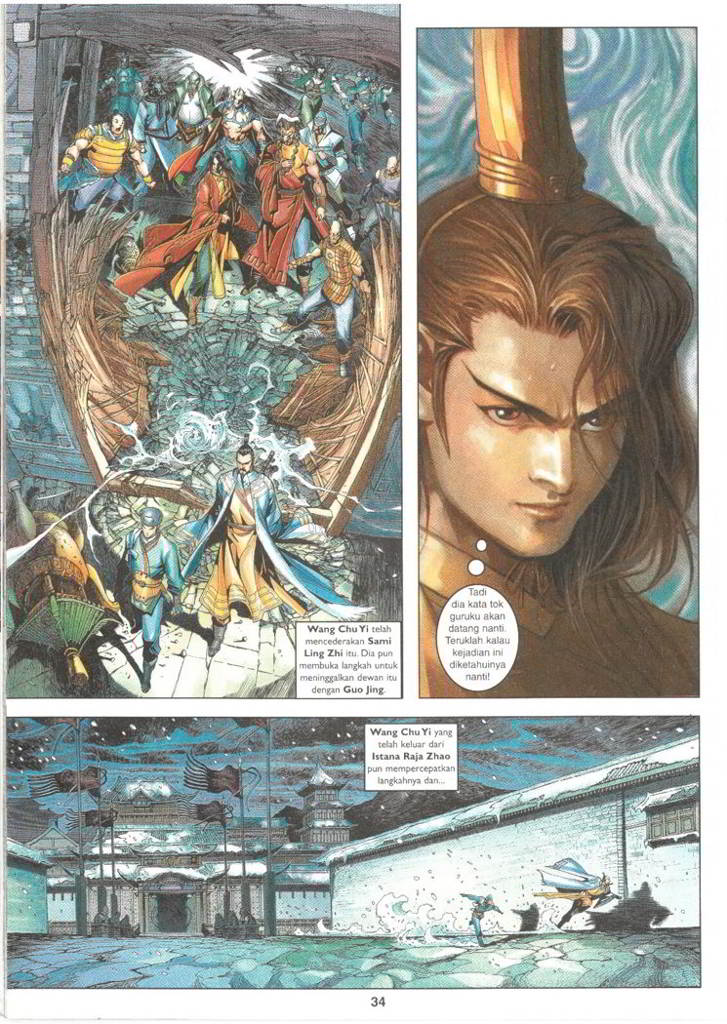 Wang Chu Yi telah
mencederakan Sami
Ling Zhi itu. Dia pun
membuka langkah untuk
meninggalkan dewan itu
dengan Guo Jing.
Tadi
dia kata tok
guruku akan
datang nanti.
Teruklah kalau
kejadian ini
diketahuinya
nanti!
Wang Chu Yi yang
telah keluar dari
Istana Raja Zhao
pun mempercepatkan
langkahnya dan...
34